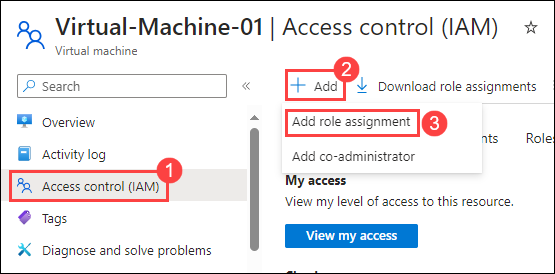 Virtual-Machine-01 | Access control (IAM)
Virtual machine
Search
2
Add
Download role assignments
Add role assignment
3
Add co-administrator
Roles
Overview
Activity log
1
Access control (IAM)
Tags
Diagnose and solve problems
My access
View my level of access to this resource.
View my access